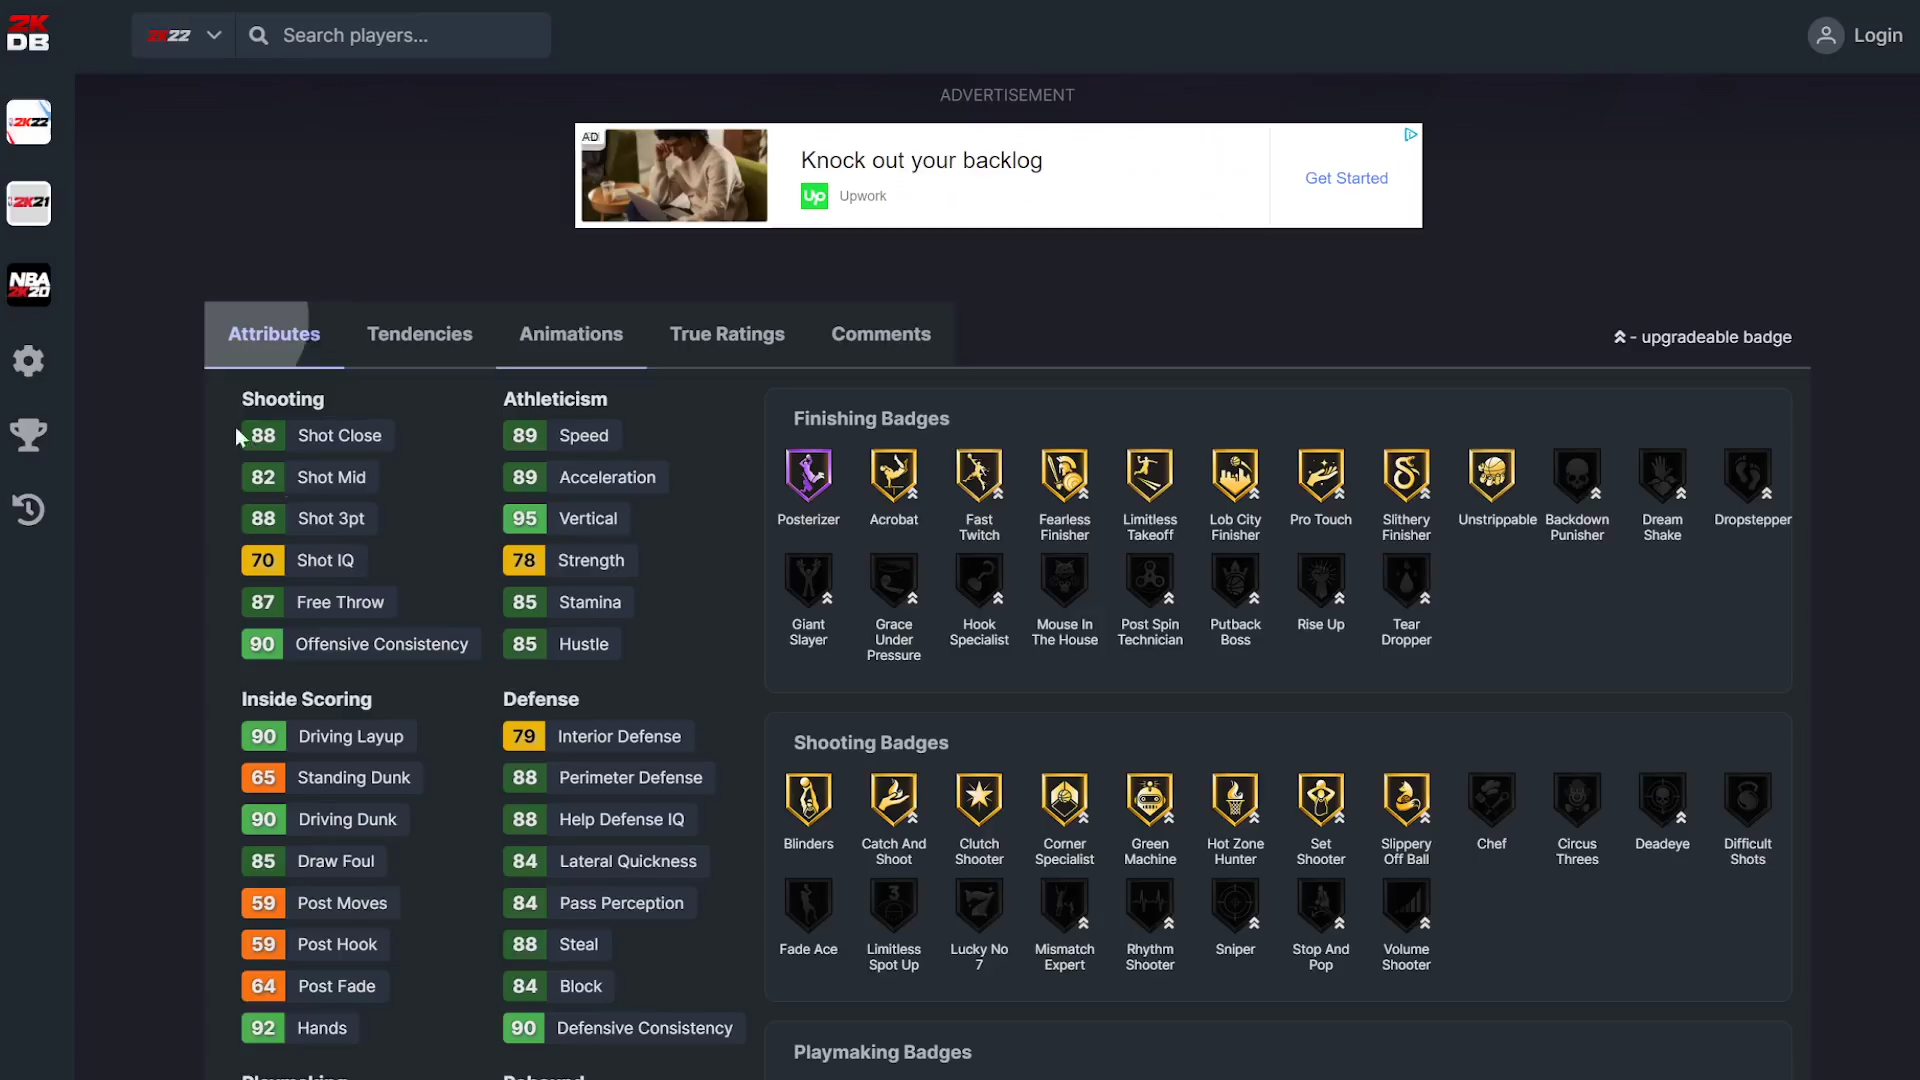 2K
DB
2K22
Search players...
Login
2K22
2K21
NBA
2K20
ADVERTISEMENT
AD
Knock out your backlog
Up Upwork
Get Started
Attributes Tendencies Animations True Ratings Comments
- upgradeable badge
Shooting
88 Shot Close
82 Shot Mid
88 Shot 3pt
70 Shot IQ
87 Free Throw
90 Offensive Consistency
Athleticism
89 Speed
89 Acceleration
95 Vertical
78 Strength
85 Stamina
85 Hustle
Inside Scoring
90 Driving Layup
65 Standing Dunk
90 Driving Dunk
85 Draw Foul
59 Post Moves
59 Post Hook
64 Post Fade
92 Hands
Defense
79 Interior Defense
88 Perimeter Defense
88 Help Defense IQ
84 Lateral Quickness
84 Pass Perception
88 Steal
84 Block
90 Defensive Consistency
Playmaking
Rebound
Finishing Badges
Posterizer
Acrobat
Fast
Twitch
Fearless
Finisher
Limitless
Takeoff
Lob City
Finisher
Pro Touch
Slithery
Finisher
Unstrippable
Backdown
Punisher
Dream
Shake
Dropstepper
Giant
Slayer
Grace
Under
Pressure
Hook
Specialist
Mouse In
The House
Post Spin
Technician
Putback
Boss
Rise Up
Tear
Dropper
Shooting Badges
Blinders
Catch And
Shoot
Clutch
Shooter
Corner
Specialist
Green
Machine
Hot Zone
Hunter
Set
Shooter
Slippery
Off Ball
Chef
Circus
Threes
Deadeye
Difficult
Shots
Fade Ace
Limitless
Spot Up
Lucky No
7
Mismatch
Expert
Rhythm
Shooter
Sniper
Stop And
Pop
Volume
Shooter
Playmaking Badges